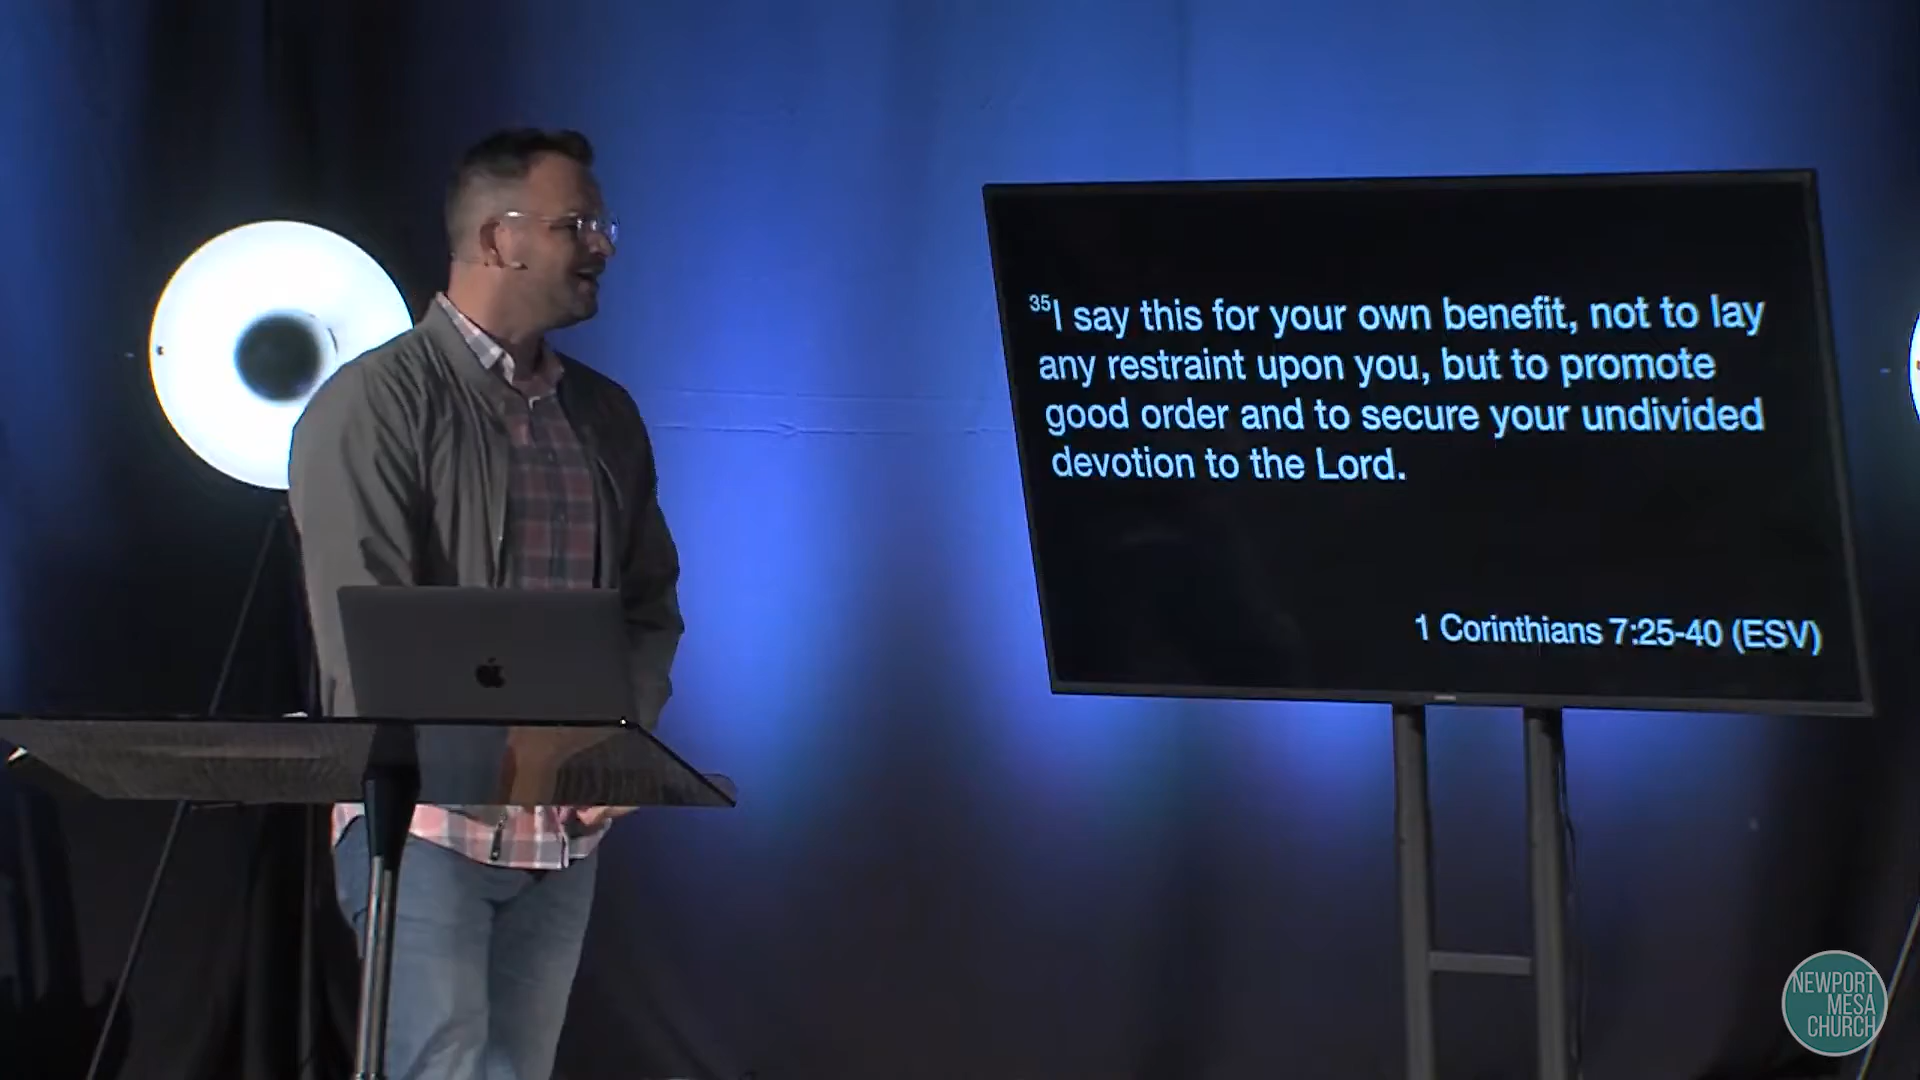 ³⁵I say this for your own benefit, not to lay
any restraint upon you, but to promote
good order and to secure your undivided
devotion to the Lord.
1 Corinthians 7:25-40 (ESV)
NEWPORT
MESA
CHURCH